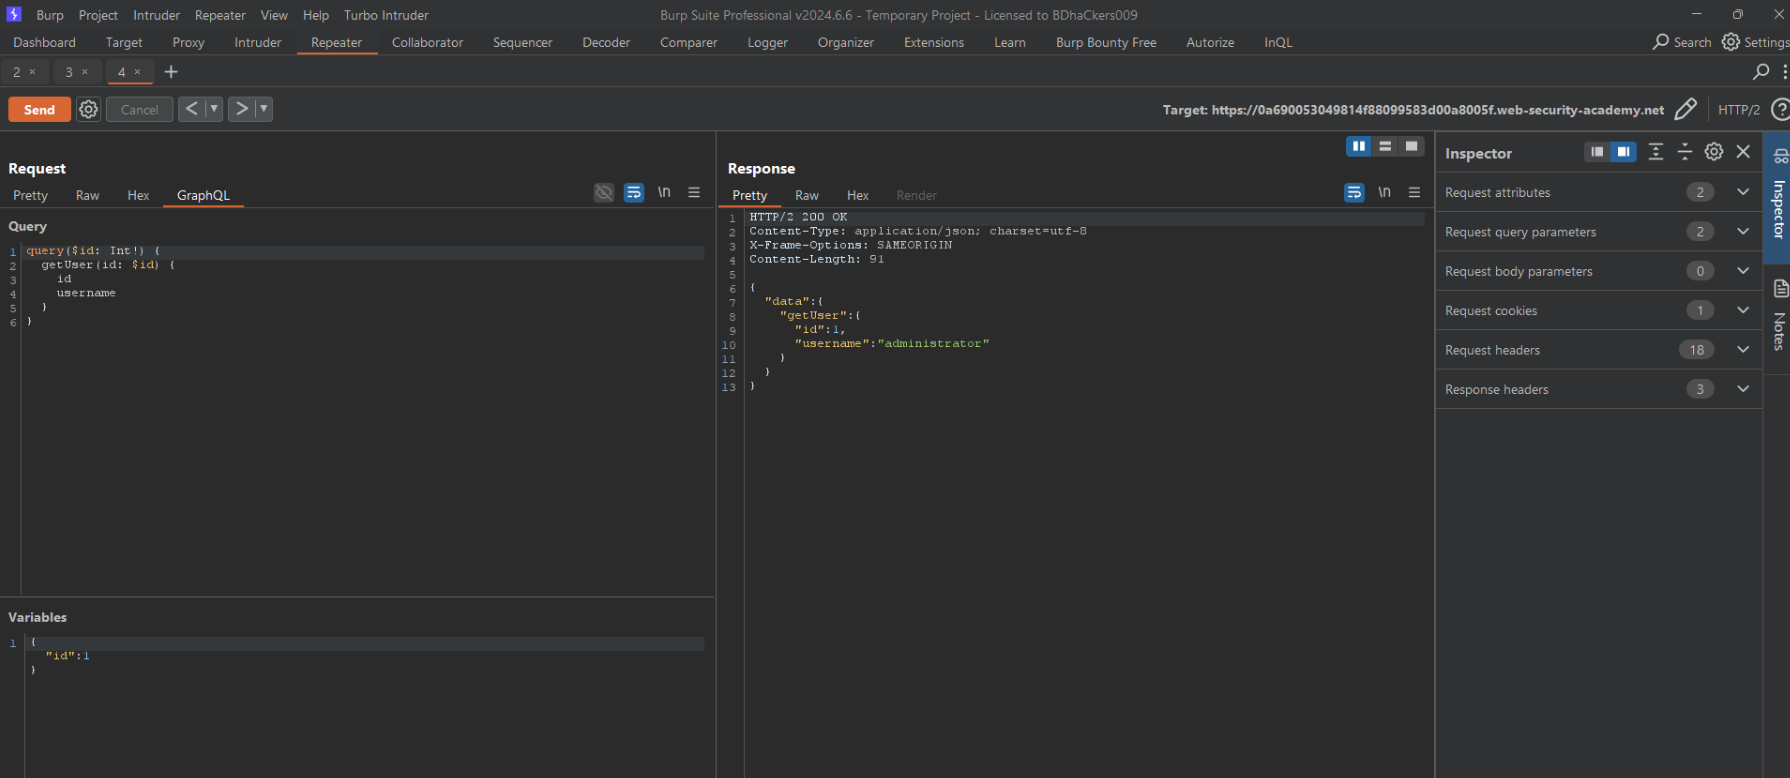 Burp Project Intruder Repeater View Help Turbo Intruder Burp Suite Professional v2024.6.6 - Temporary Project - Licensed to BDhaCkers009
Dashboard Target Proxy Intruder Repeater Collaborator Sequencer Decoder Comparer Logger Organizer Extensions Learn Burp Bounty Free Autorize InQL Search Settings
2 × 3 × 4 × +
Send Cancel < > Target: https://0a690053049814f88099583d00a8005f.web-security-academy.net HTTP/2 ?
Request
Pretty Raw Hex GraphQL \n
Query
1 query($id: Int!) {
2 getUser(id: $id) {
3 id
4 username
5 }
6 }
Variables
1 {
"id":1
}
Response
Pretty Raw Hex Render \n
1 HTTP/2 200 OK
2 Content-Type: application/json; charset=utf-8
3 X-Frame-Options: SAMEORIGIN
4 Content-Length: 91
5
6 {
7 "data":{
8 "getUser":{
9 "id":1,
10 "username":"administrator"
11 }
12 }
13 }
Inspector
Request attributes 2
Request query parameters 2
Request body parameters 0
Request cookies 1
Request headers 18
Response headers 3
Inspector
Notes